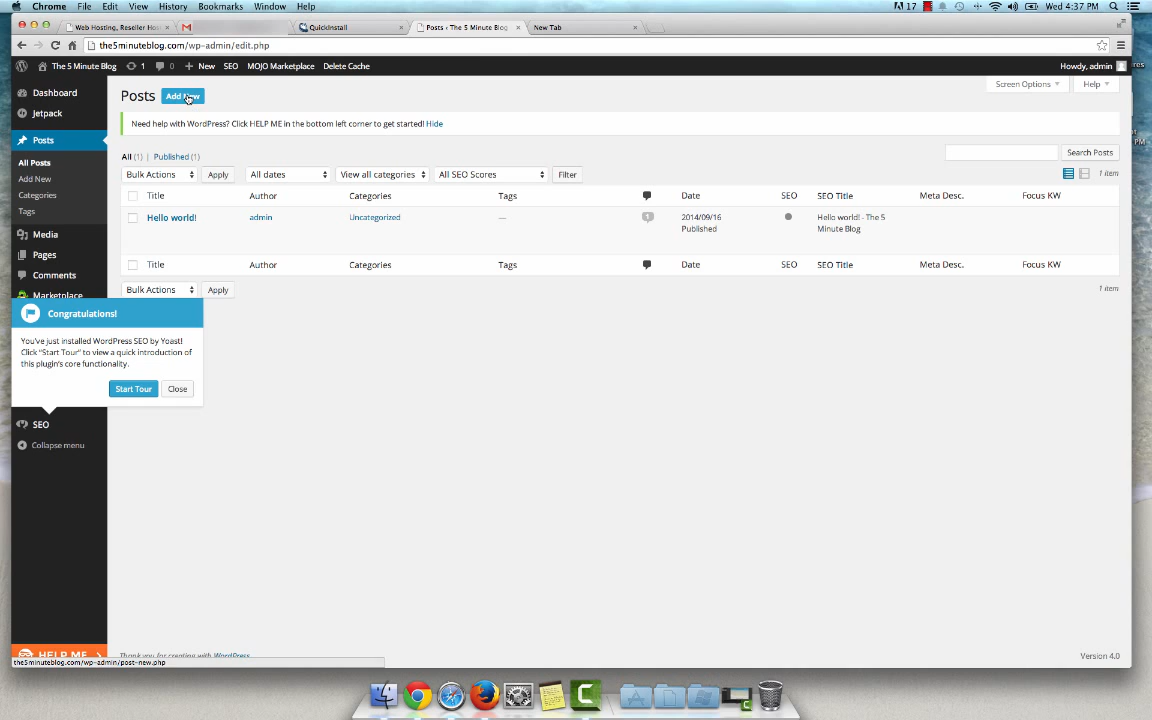 Chrome File Edit View History Bookmarks Window Help 17 Wed 4:37 PM
Web Hosting, Reseller Ho QuickInstall Posts ‹ The 5 Minute Blog New Tab
the5minuteblog.com/wp-admin/edit.php
The 5 Minute Blog 1 0 + New SEO MOJO Marketplace Delete Cache Howdy, admin
Dashboard
Jetpack
Posts
All Posts
Add New
Categories
Tags
Media
Pages
Comments
Marketplace
Posts Add New
Screen Options Help
Need help with WordPress? Click HELP ME in the bottom left corner to get started! Hide
All (1) | Published (1)
Search Posts
Bulk Actions Apply All dates View all categories All SEO Scores Filter 1 item
Title Author Categories Tags Date SEO SEO Title Meta Desc. Focus KW
Hello world! admin Uncategorized — 1 2014/09/16 Hello world! - The 5
Published Minute Blog
Title Author Categories Tags Date SEO SEO Title Meta Desc. Focus KW
Bulk Actions Apply 1 item
Congratulations!
You've just installed WordPress SEO by Yoast!
Click "Start Tour" to view a quick introduction of
this plugin's core functionality.
Start Tour Close
SEO
Collapse menu
HELP ME
Thank you for creating with WordPress.
Version 4.0
the5minuteblog.com/wp-admin/post-new.php